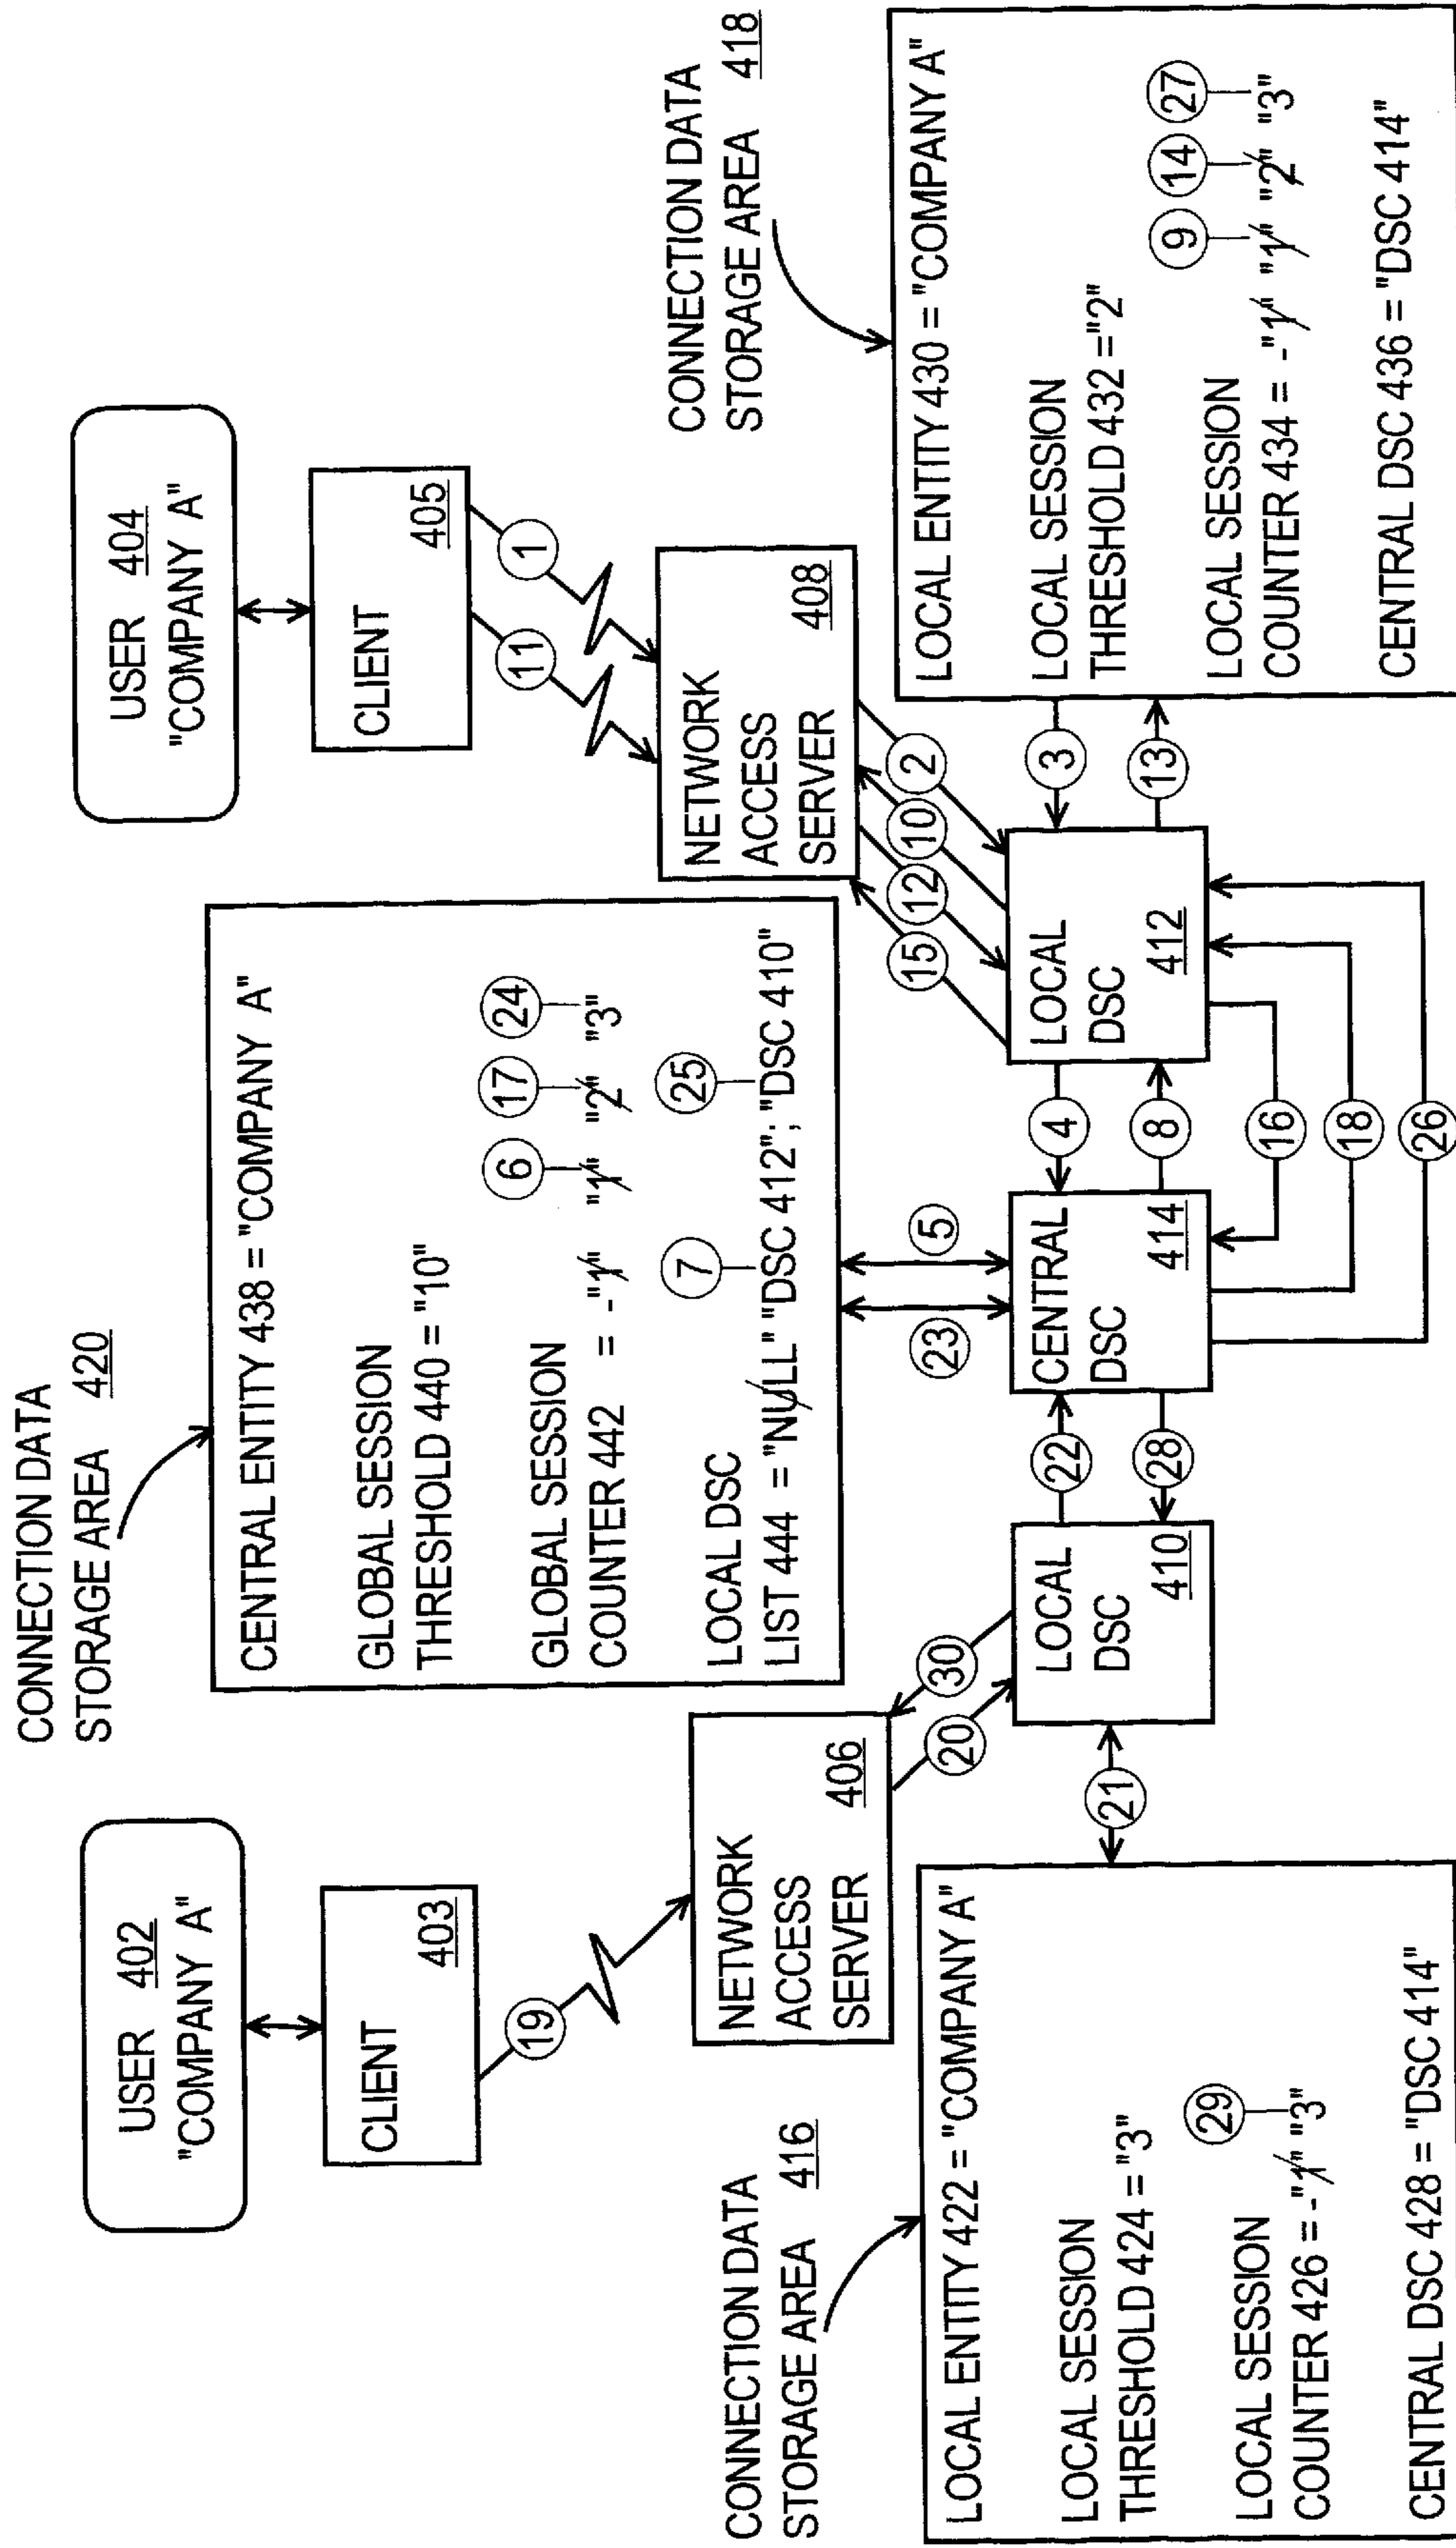 CONNECTION DATA
STORAGE AREA 420
USER 402
"COMPANY A"
CLIENT
403
19
NETWORK
ACCESS
SERVER
406
CONNECTION DATA
STORAGE AREA 416
LOCAL ENTITY 422 = "COMPANY A"
LOCAL SESSION
THRESHOLD 424 = "3"
29
LOCAL SESSION
COUNTER 426 = -"1" "3"
CENTRAL DSC 428 = "DSC 414"
21
30
20
LOCAL
DSC
410
22
28
CENTRAL ENTITY 438 = "COMPANY A"
GLOBAL SESSION
THRESHOLD 440 = "10"
6
17
24
GLOBAL SESSION
COUNTER 442 = -"1" "1" "2" "3"
7
25
LOCAL DSC
LIST 444 = "NULL" "DSC 412"; "DSC 410"
23
5
CENTRAL
DSC
414
4
8
16
18
26
USER 404
"COMPANY A"
CLIENT
405
11
1
NETWORK
ACCESS
SERVER
408
15
12
10
2
LOCAL
DSC
412
3
13
CONNECTION DATA
STORAGE AREA 418
LOCAL ENTITY 430 = "COMPANY A"
LOCAL SESSION
THRESHOLD 432 ="2"
9
14
27
LOCAL SESSION
COUNTER 434 = -"1" "1" "2" "3"
CENTRAL DSC 436 = "DSC 414"